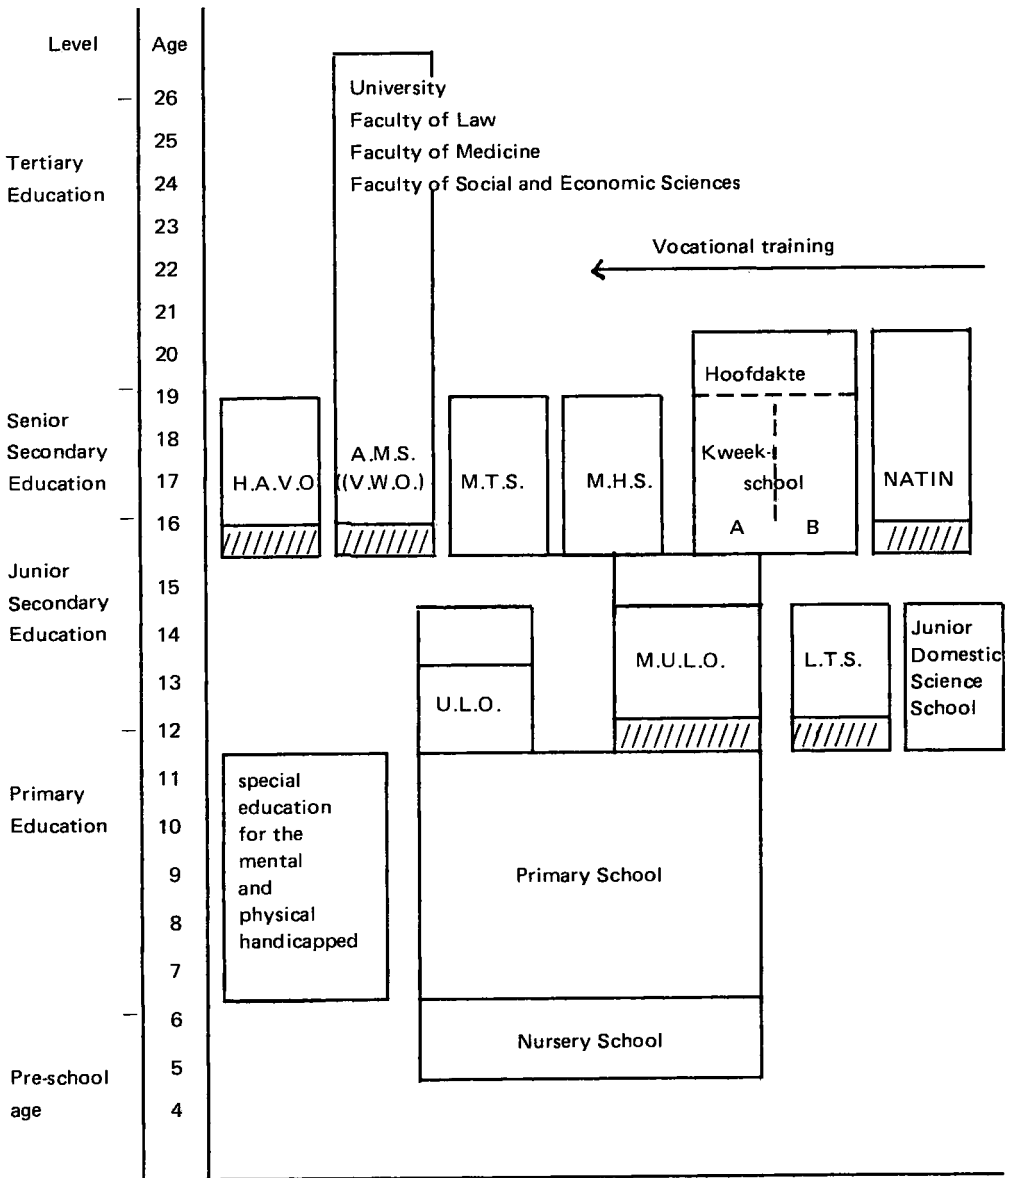 Level
Age
26
25
24
23
22
21
20
19
18
17
16
15
14
13
12
11
10
9
8
7
6
5
4
Tertiary
Education
Senior
Secondary
Education
Junior
Secondary
Education
Primary
Education
Pre-school
age
University
Faculty of Law
Faculty of Medicine
Faculty of Social and Economic Sciences
Vocational training
H.A.V.O
A.M.S.
((V.W.O.)
M.T.S.
M.H.S.
Hoofdakte
Kweek-
school
A B
NATIN
U.L.O.
M.U.L.O.
L.T.S.
Junior
Domestic
Science
School
special
education
for the
mental
and
physical
handicapped
Primary School
Nursery School